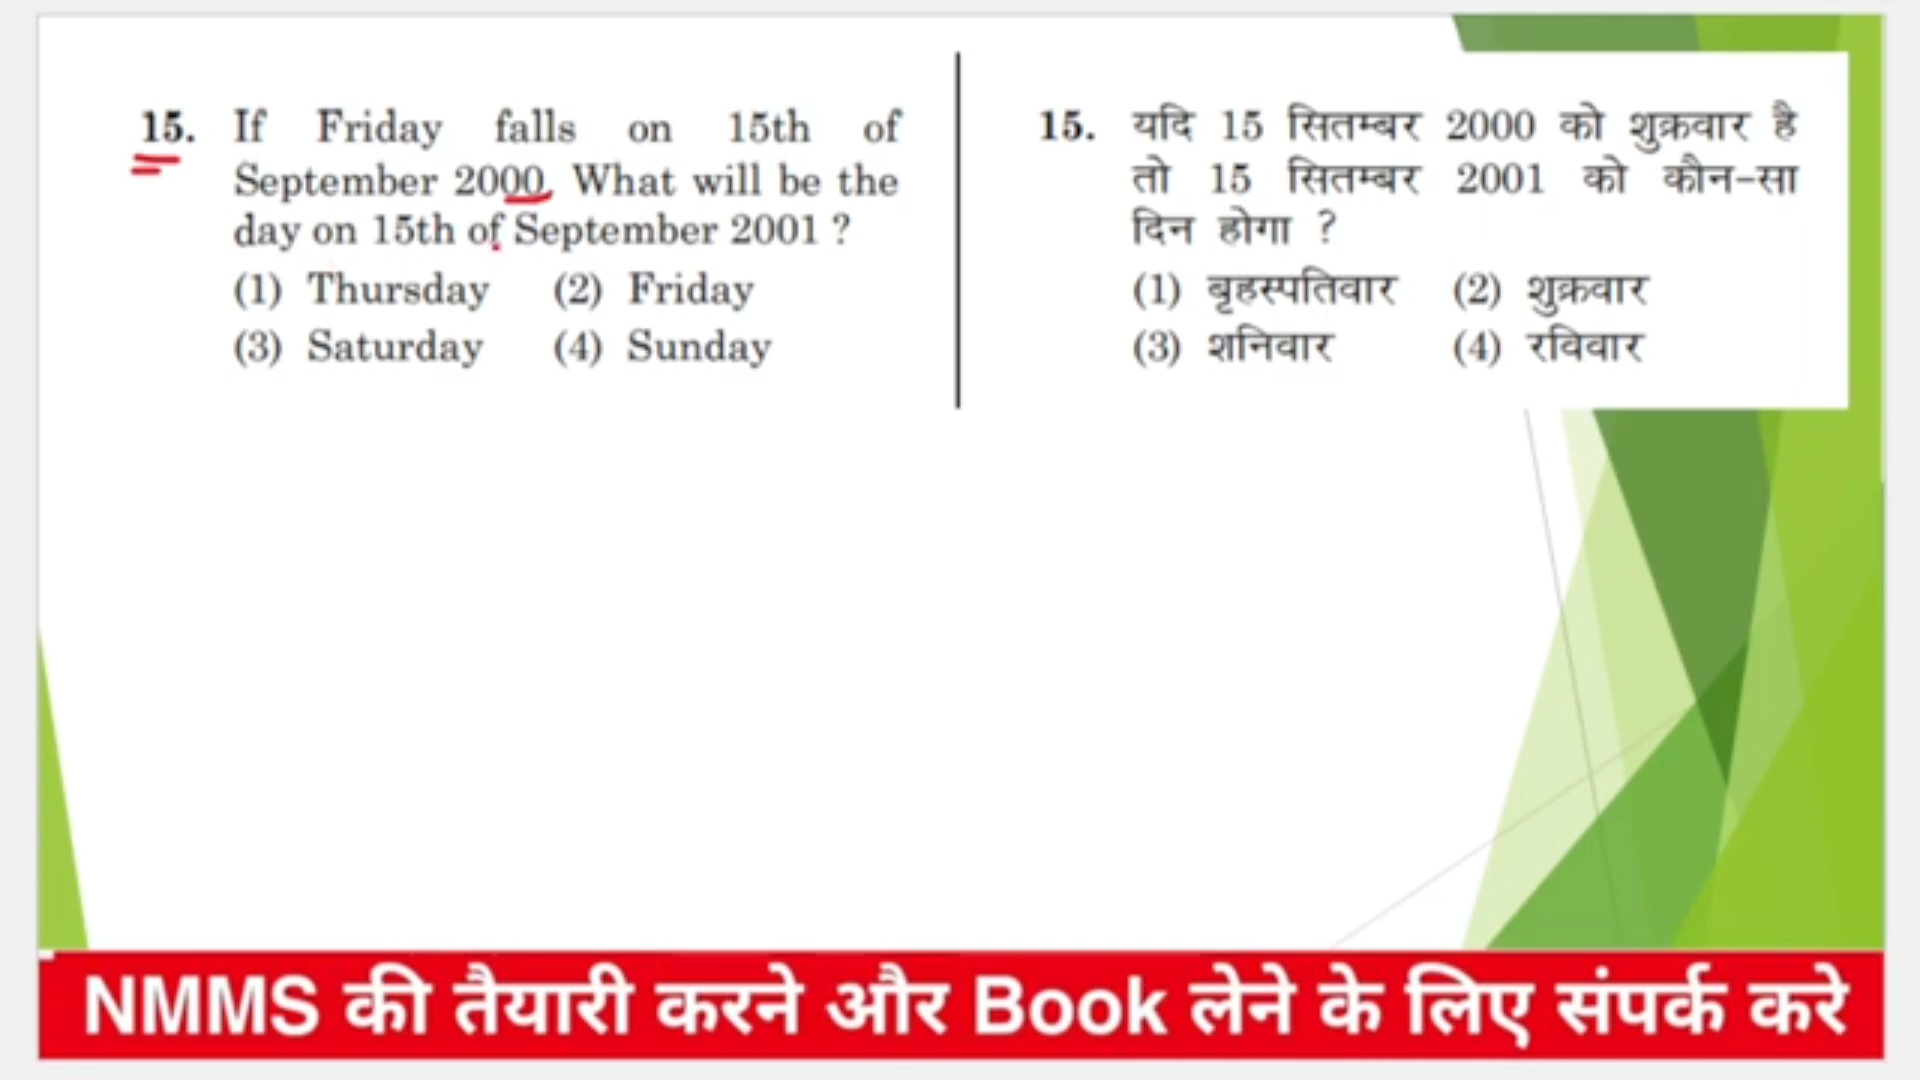 15. If Friday falls on 15th of
September 2000. What will be the
day on 15th of September 2001 ?
(1) Thursday (2) Friday
(3) Saturday (4) Sunday
15. यदि 15 सितम्बर 2000 को शुक्रवार है
तो 15 सितम्बर 2001 को कौन-सा
दिन होगा ?
(1) बृहस्पतिवार (2) शुक्रवार
(3) शनिवार (4) रविवार
NMMS की तैयारी करने और Book लेने के लिए संपर्क करे